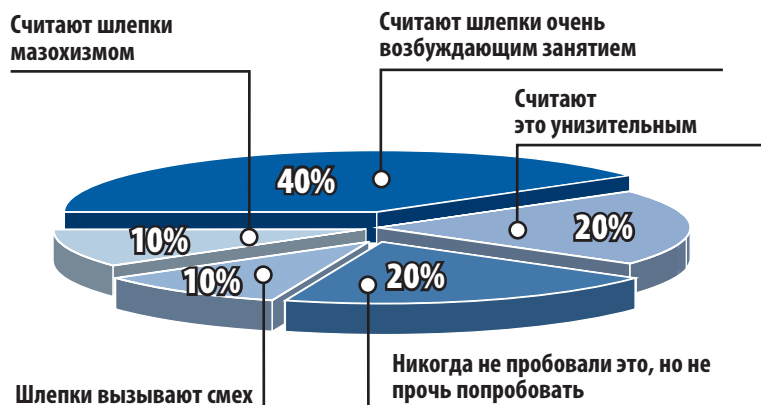 Считают шлепки
мазохизмом
Считают шлепки очень
возбуждающим занятием
Считают
это унизительным
40%
20%
10%
10%
20%
Никогда не пробовали это, но не
прочь попробовать
Шлепки вызывают смех